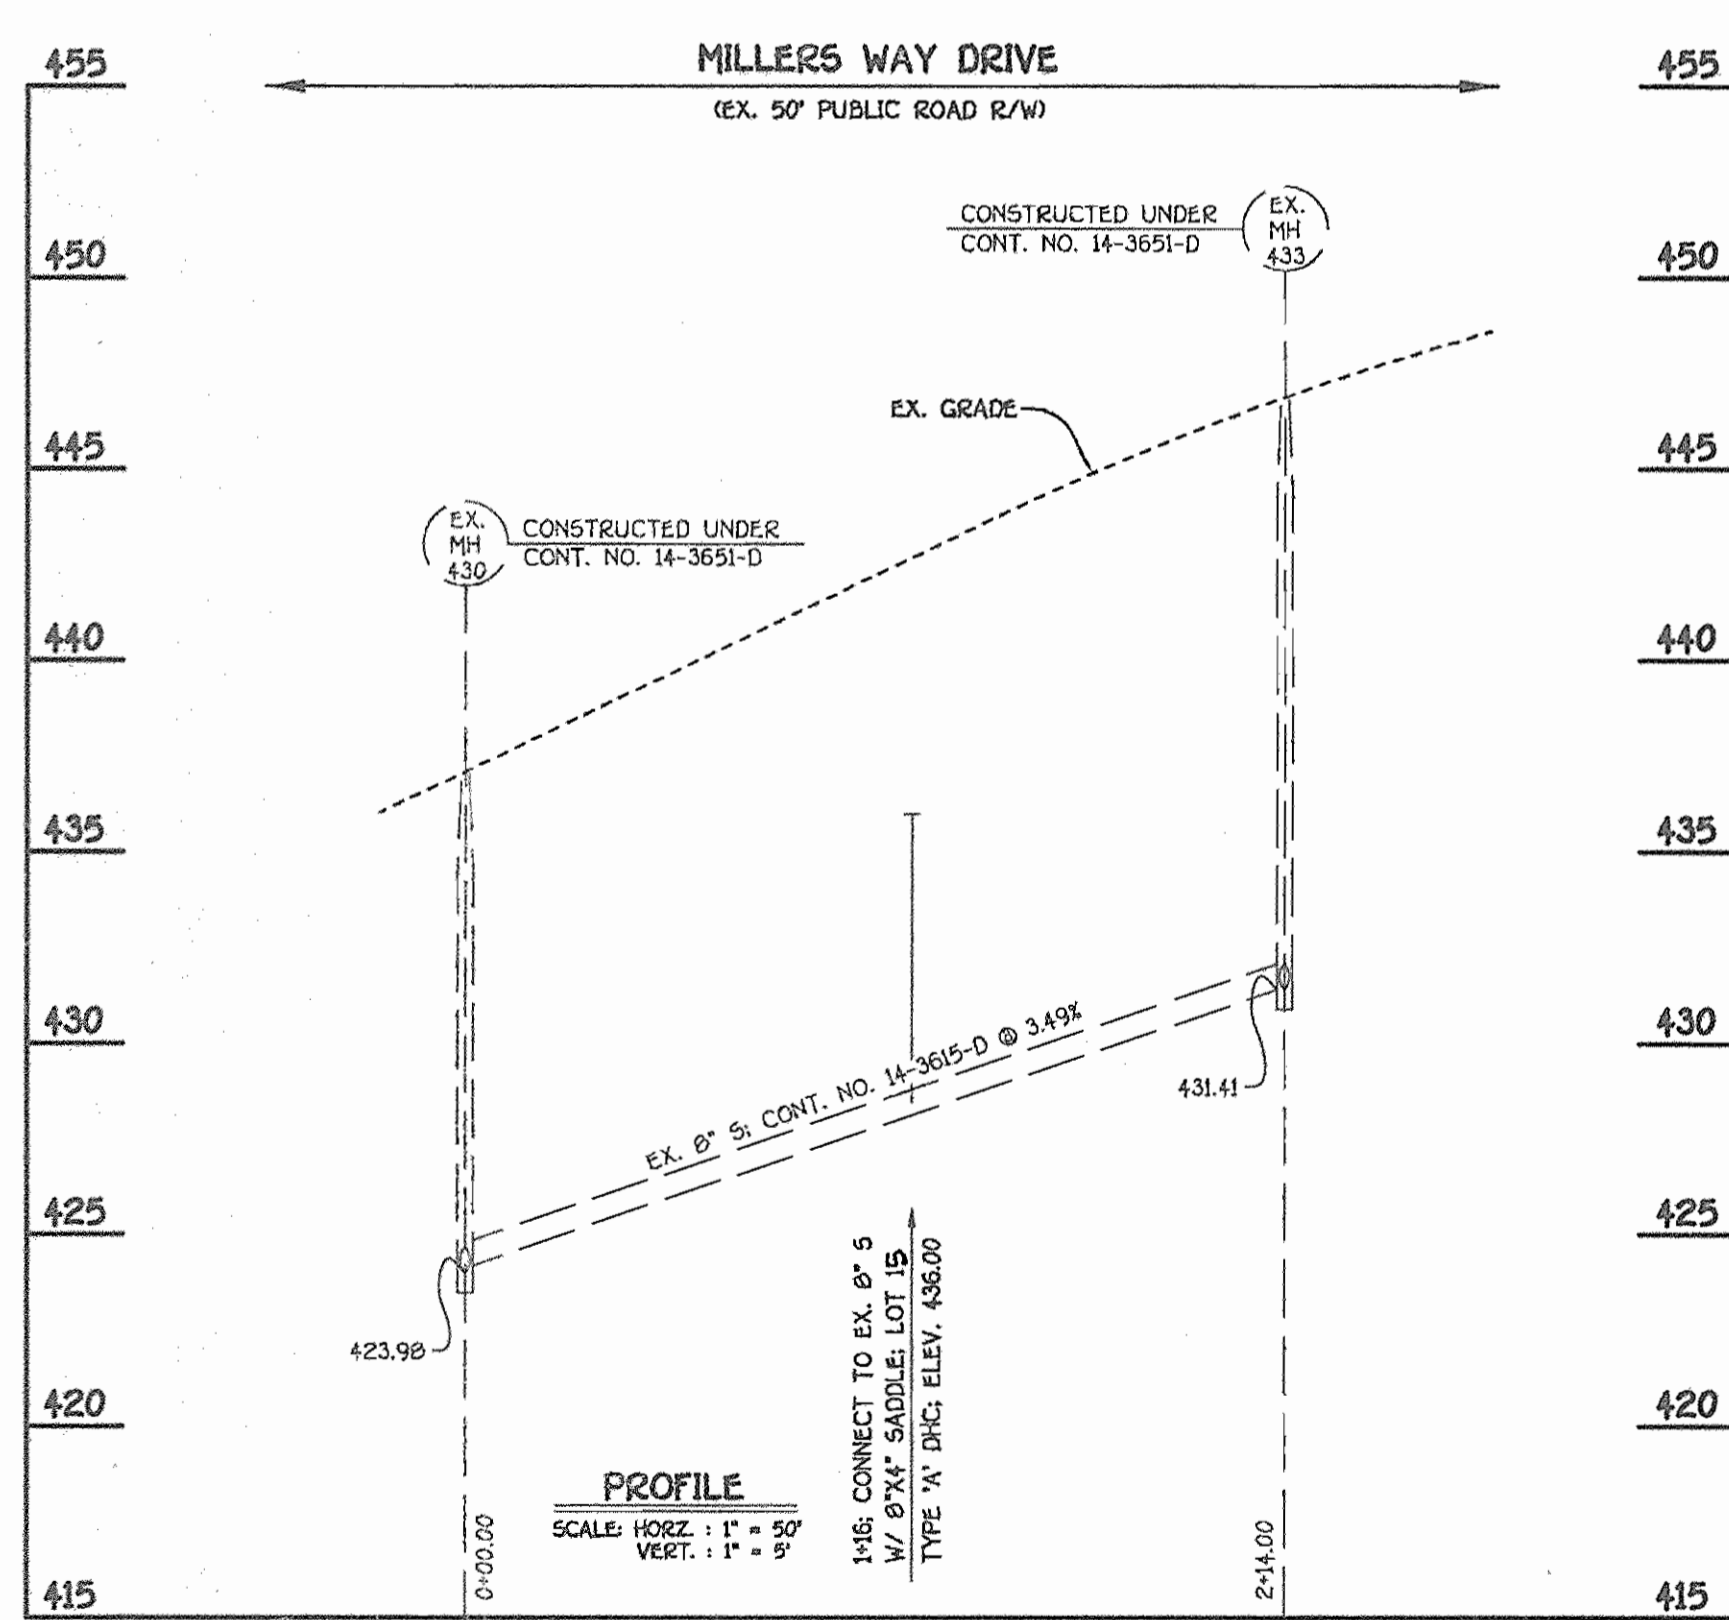 MILLERS WAY DRIVE
(EX. 50' PUBLIC ROAD R/W)
455
455
450
450
445
445
440
440
435
435
430
430
425
425
420
420
415
415
CONSTRUCTED UNDER
CONT. NO. 14-3651-D
EX.
MH
433
EX. GRADE
EX.
MH
430
CONSTRUCTED UNDER
CONT. NO. 14-3651-D
EX. 8" S; CONT. NO. 14-3615-D @ 3.49%
431.41
423.98
1+16; CONNECT TO EX. 8" S
W/ 8"X4" SADDLE; LOT 15
TYPE 'A' DHC; ELEV. 436.00
PROFILE
SCALE: HORZ. : 1" = 50'
VERT. : 1" = 5'
0+00.00
2+14.00